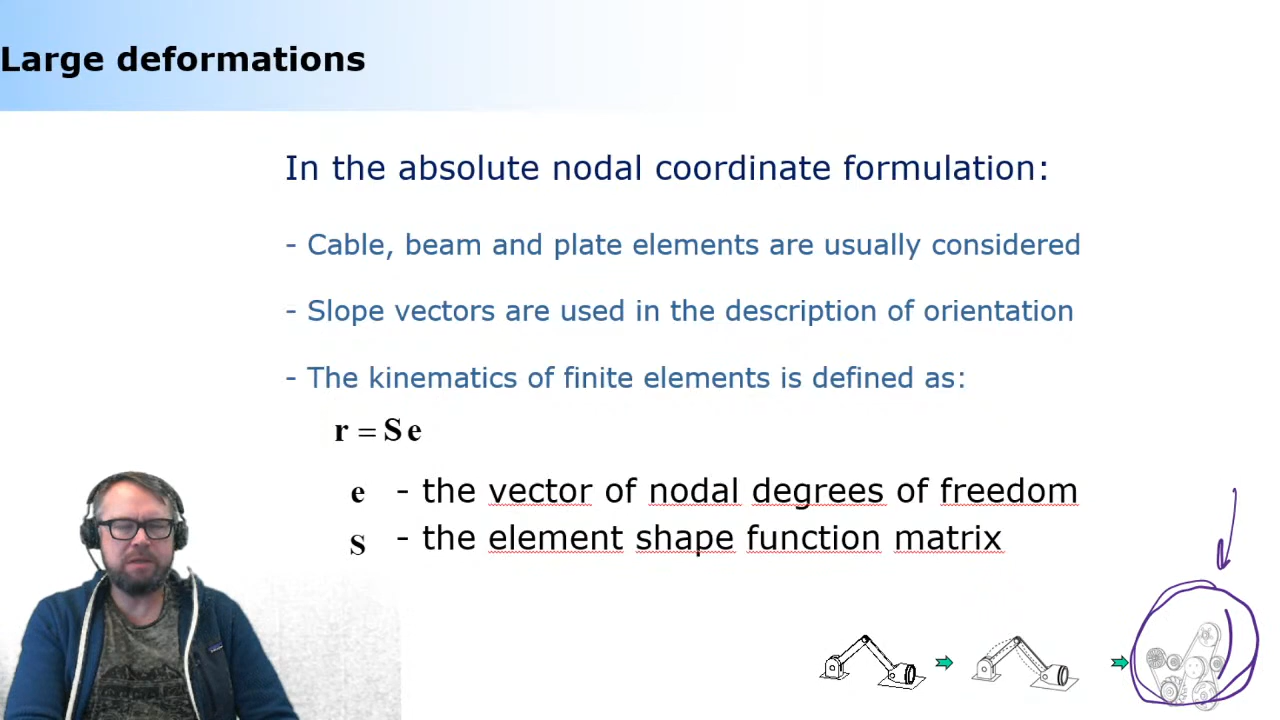 Large deformations
In the absolute nodal coordinate formulation:
- Cable, beam and plate elements are usually considered
- Slope vectors are used in the description of orientation
- The kinematics of finite elements is defined as:
r = S e
e - the vector of nodal degrees of freedom
S - the element shape function matrix